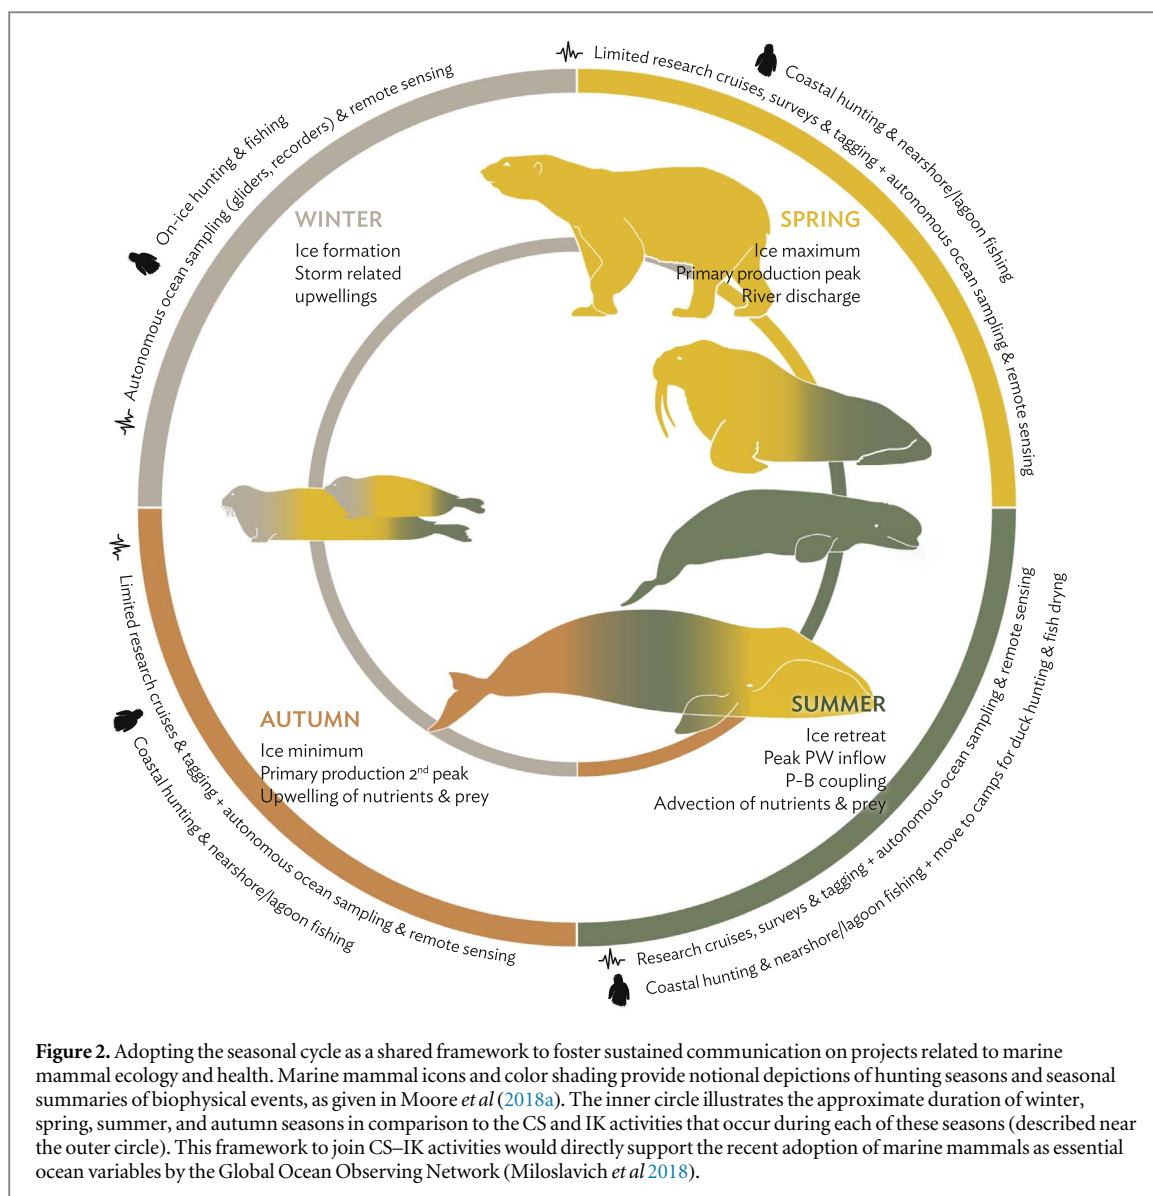 Limited research cruises, surveys & tagging + autonomous ocean sampling & remote sensing
Coastal hunting & nearshore/lagoon fishing
Autonomous ocean sampling (gliders, recorders) & remote sensing
On-ice hunting & fishing
WINTER
Ice formation
Storm related
upwellings
SPRING
Ice maximum
Primary production peak
River discharge
AUTUMN
Ice minimum
Primary production 2nd peak
Upwelling of nutrients & prey
SUMMER
Ice retreat
Peak PW inflow
P-B coupling
Advection of nutrients & prey
Limited research cruises & tagging + autonomous ocean sampling & remote sensing
Coastal hunting & nearshore/lagoon fishing
Research cruises, surveys & tagging + autonomous ocean sampling & remote sensing
Coastal hunting & nearshore/lagoon fishing + move to camps for duck hunting & fish dryng
Figure 2. Adopting the seasonal cycle as a shared framework to foster sustained communication on projects related to marine
mammal ecology and health. Marine mammal icons and color shading provide notional depictions of hunting seasons and seasonal
summaries of biophysical events, as given in Moore et al (2018a). The inner circle illustrates the approximate duration of winter,
spring, summer, and autumn seasons in comparison to the CS and IK activities that occur during each of these seasons (described near
the outer circle). This framework to join CS–IK activities would directly support the recent adoption of marine mammals as essential
ocean variables by the Global Ocean Observing Network (Miloslavich et al 2018).